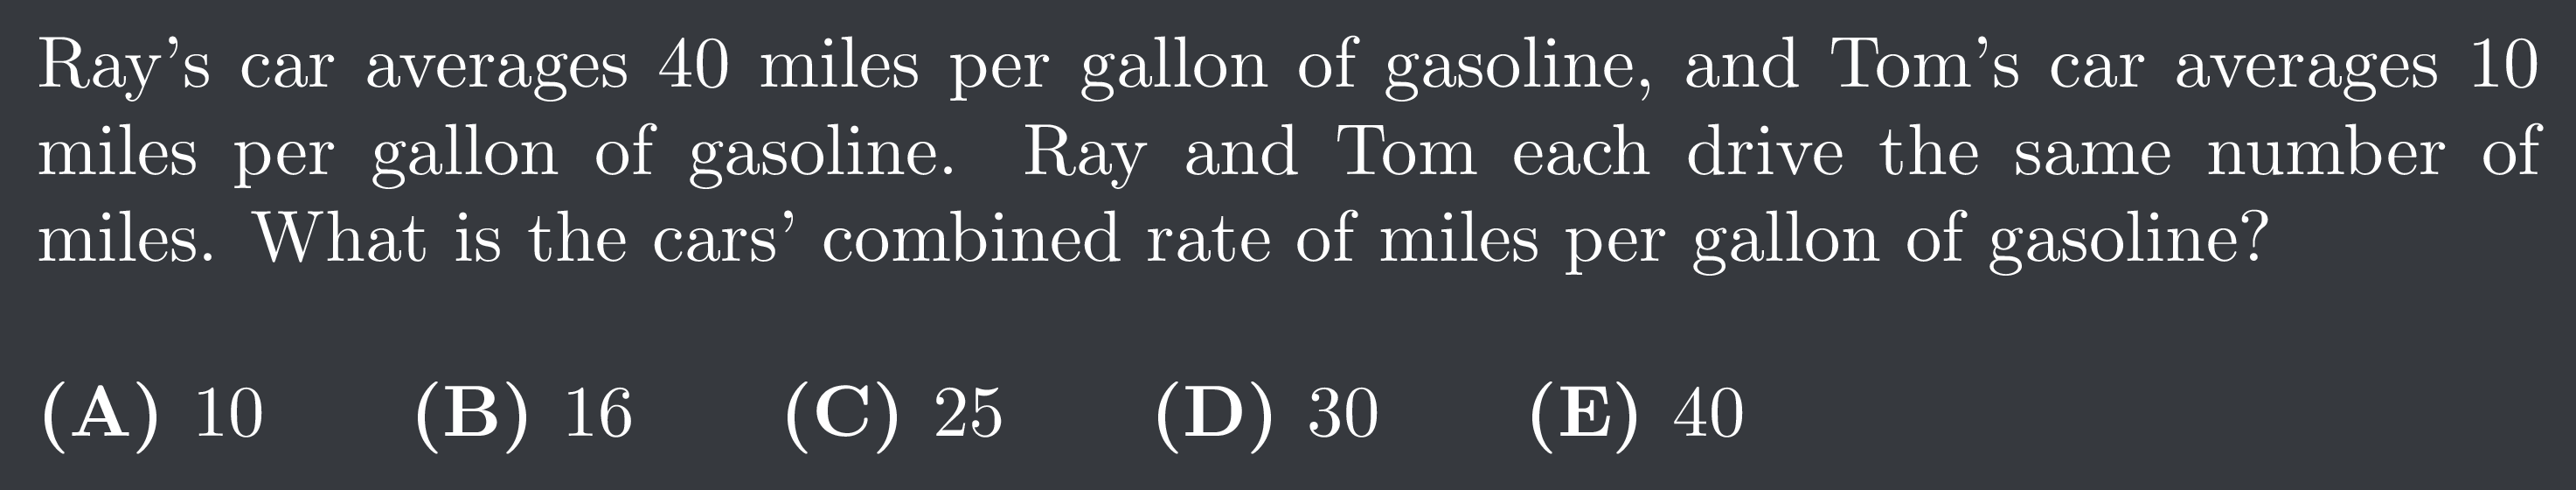 Ray’s car averages 40 miles per gallon of gasoline, and Tom’s car averages 10
miles per gallon of gasoline. Ray and Tom each drive the same number of
miles. What is the cars’ combined rate of miles per gallon of gasoline?
(A) 10 (B) 16 (C) 25 (D) 30 (E) 40